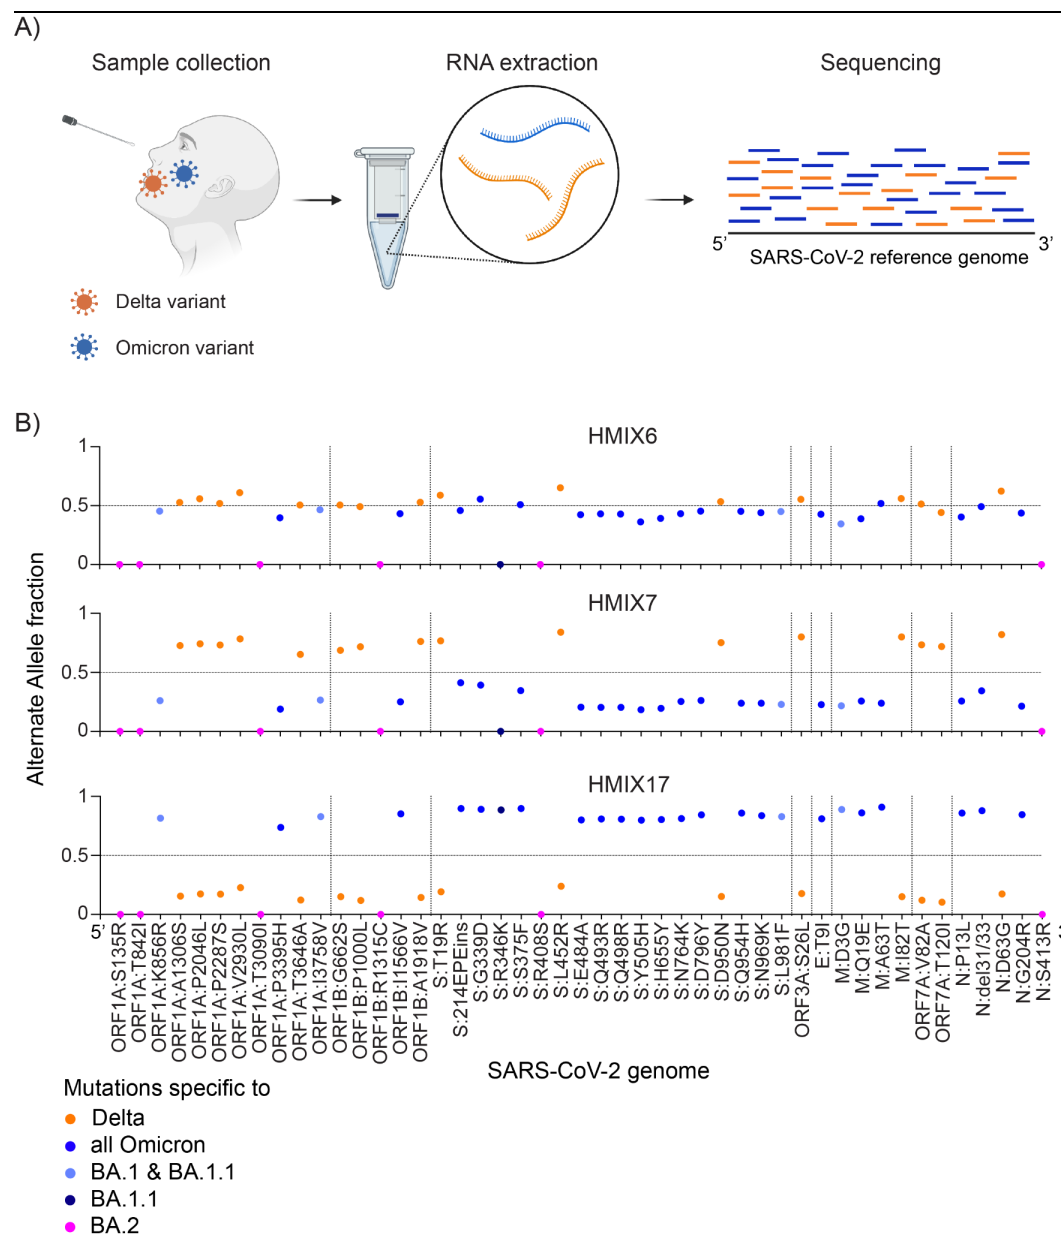 A)
Sample collection
RNA extraction
Sequencing
5’
3’
SARS-CoV-2 reference genome
Delta variant
Omicron variant
B)
HMIX6
1
0.5
0
HMIX7
1
0.5
0
HMIX17
1
0.5
0
Alternate Allele fraction
5’
ORF1A:S135R
ORF1A:T842I
ORF1A:K856R
ORF1A:A1306S
ORF1A:P2046L
ORF1A:P2287S
ORF1A:V2930L
ORF1A:T3090I
ORF1A:P3395H
ORF1A:T3646A
ORF1A:I3758V
ORF1B:G662S
ORF1B:P1000L
ORF1B:R1315C
ORF1B:I1566V
ORF1B:A1918V
S:T19R
S:214EPEins
S:G339D
S:R346K
S:S375F
S:R408S
S:L452R
S:E484A
S:Q493R
S:Q498R
S:Y505H
S:H655Y
S:N764K
S:D796Y
S:D950N
S:Q954H
S:N969K
S:L981F
ORF3A:S26L
E:T9I
M:D3G
M:Q19E
M:A63T
M:I82T
ORF7A:V82A
ORF7A:T120I
N:P13L
N:del31/33
N:D63G
N:G204R
N:S413R
SARS-CoV-2 genome
Mutations specific to
Delta
all Omicron
BA.1 & BA.1.1
BA.1.1
BA.2